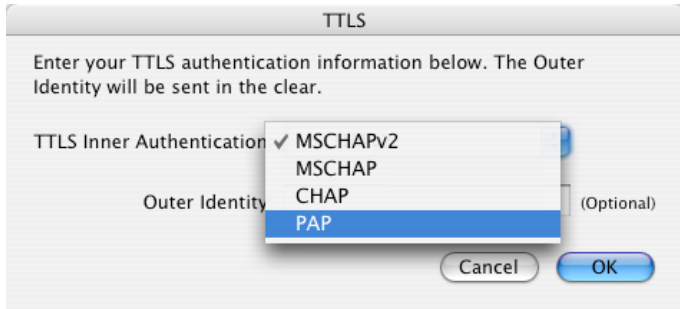 TTLS
Enter your TTLS authentication information below. The Outer
Identity will be sent in the clear.
TTLS Inner Authentication ✓ MSCHAPv2
MSCHAP
CHAP
Outer Identity (Optional)
PAP
Cancel OK